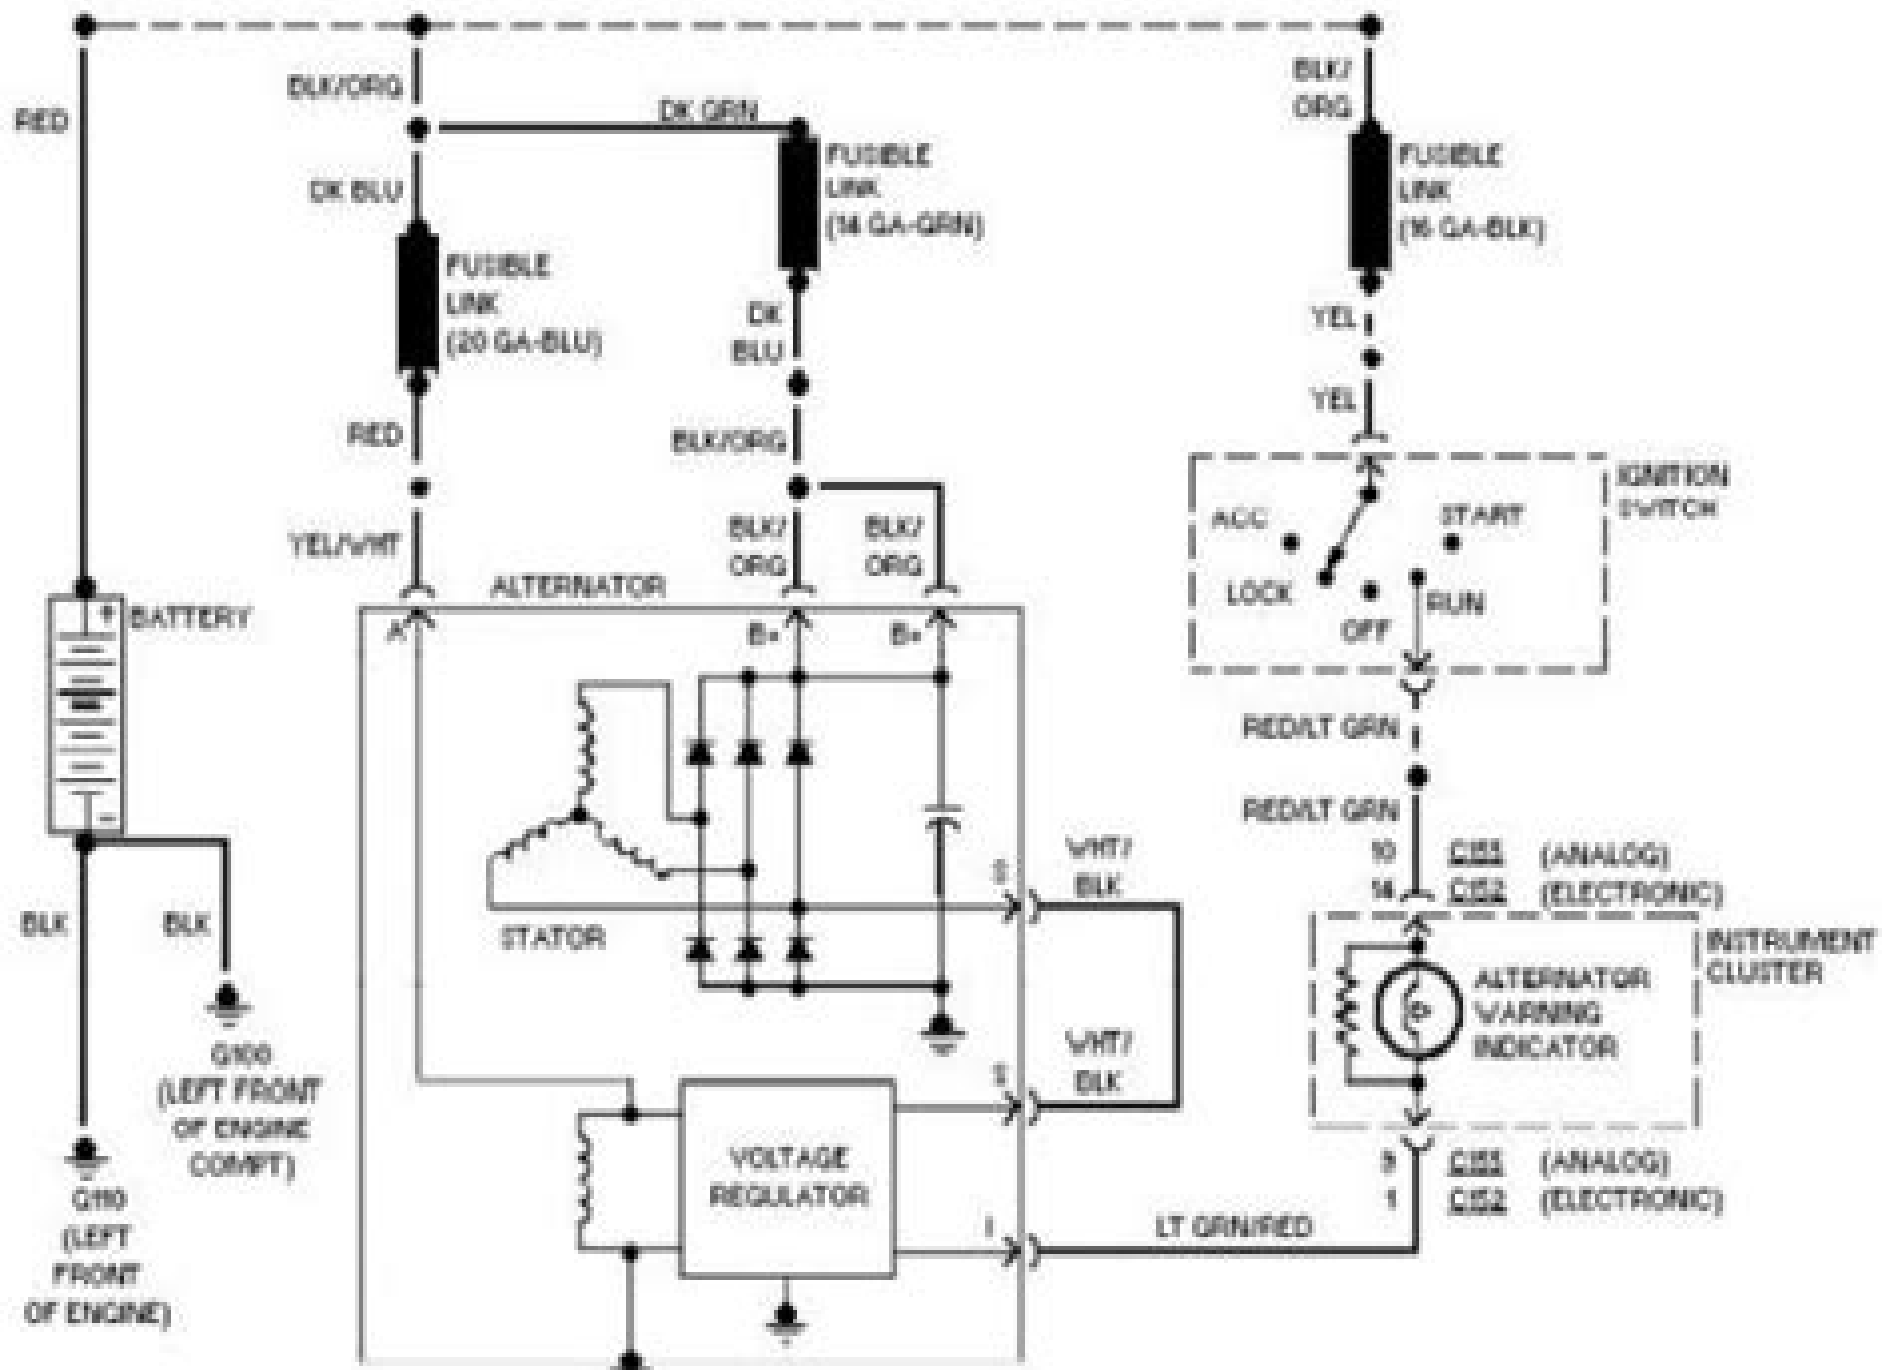 RED
BLK/ORG
DK GRN
BLK/
ORG
DK BLU
FUSIBLE
LINK
(14 GA-GRN)
FUSIBLE
LINK
(16 GA-BLK)
FUSIBLE
LINK
(20 GA-BLU)
DK
BLU
YEL
YEL
RED
BLK/ORG
YEL/WHT
BLK/
ORG
BLK/
ORG
IGNITION
SWITCH
ACC
START
LOCK
RUN
OFF
ALTERNATOR
+
BATTERY
-
A
B+
B+
RED/LT GRN
RED/LT GRN
10 C155 (ANALOG)
14 C152 (ELECTRONIC)
WHT/
BLK
BLK
BLK
STATOR
INSTRUMENT
CLUSTER
ALTERNATOR
WARNING
INDICATOR
G100
(LEFT FRONT
OF ENGINE
COMPT)
WHT/
BLK
G110
(LEFT
FRONT
OF ENGINE)
VOLTAGE
REGULATOR
I
LT GRN/RED
3 C155 (ANALOG)
1 C152 (ELECTRONIC)